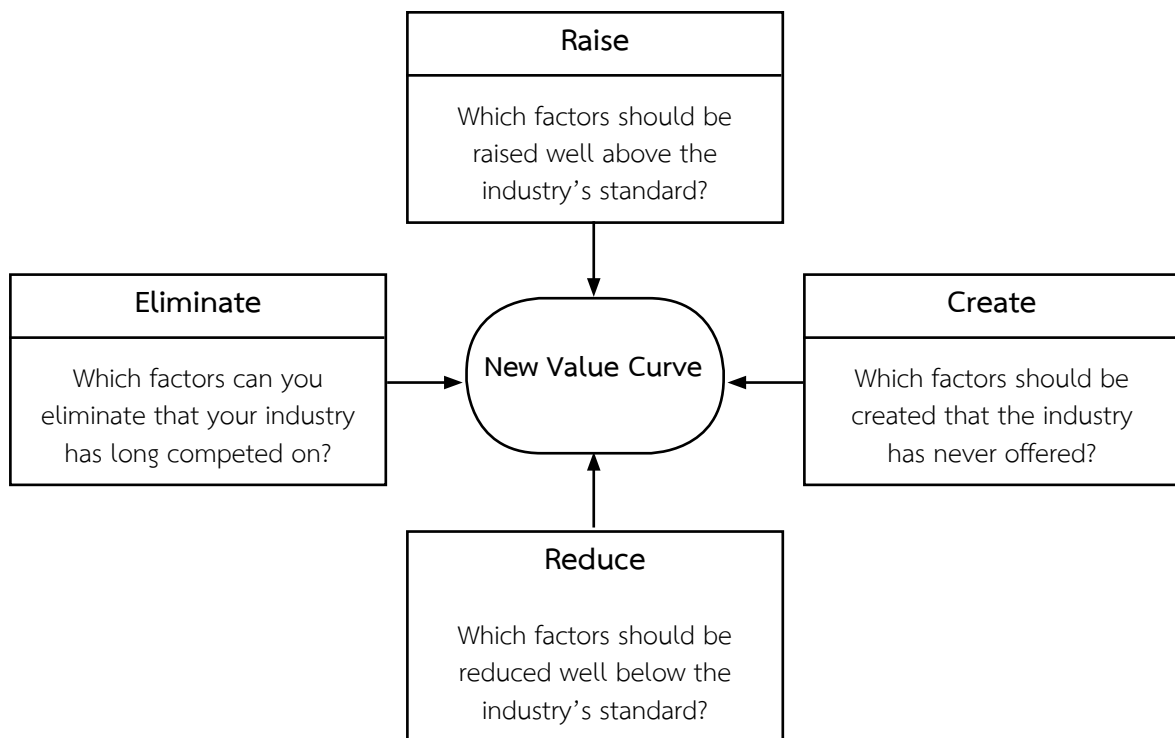 Raise
Which factors should be
raised well above the
industry’s standard?
Eliminate
Which factors can you
eliminate that your industry
has long competed on?
New Value Curve
Create
Which factors should be
created that the industry
has never offered?
Reduce
Which factors should be
reduced well below the
industry’s standard?